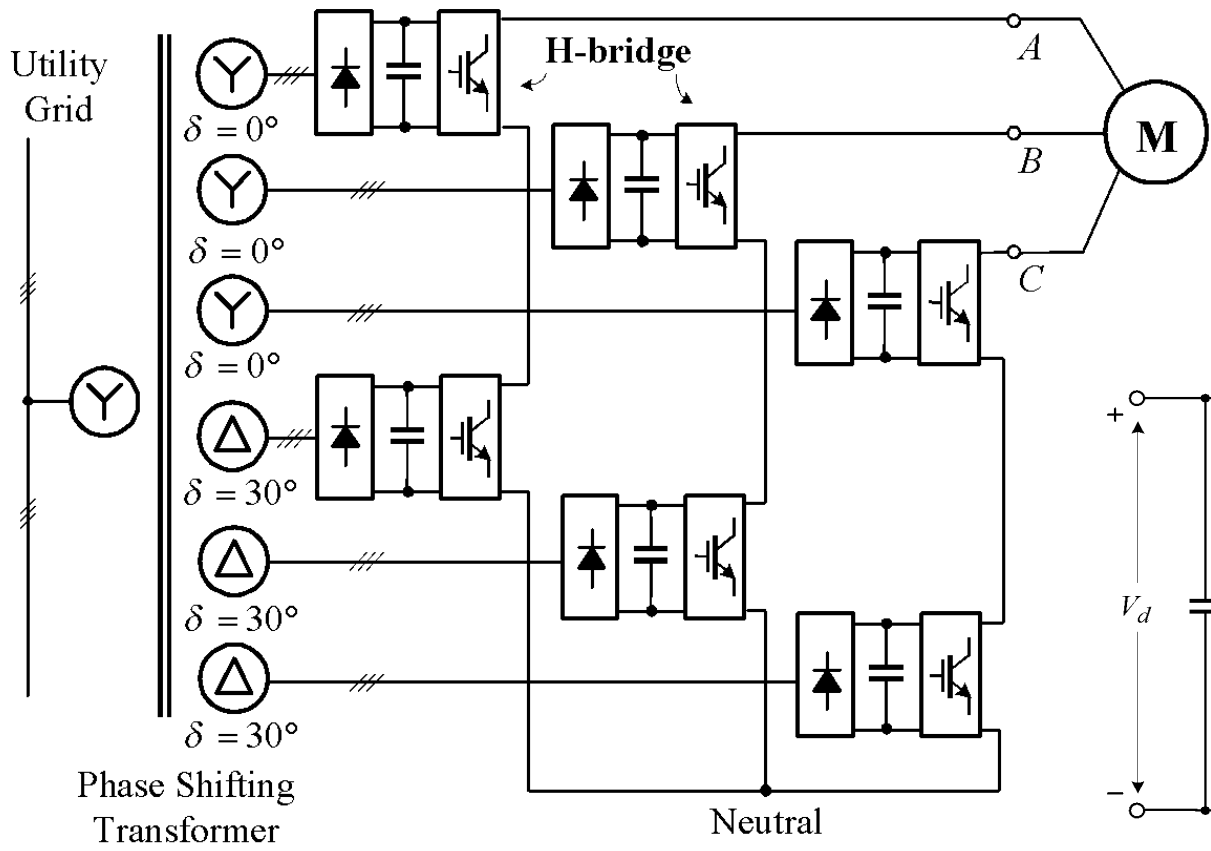 Utility
Grid
δ = 0°
δ = 0°
δ = 0°
δ = 30°
δ = 30°
δ = 30°
Phase Shifting
Transformer
H-bridge
A
B
C
M
Neutral
+
V_d
−